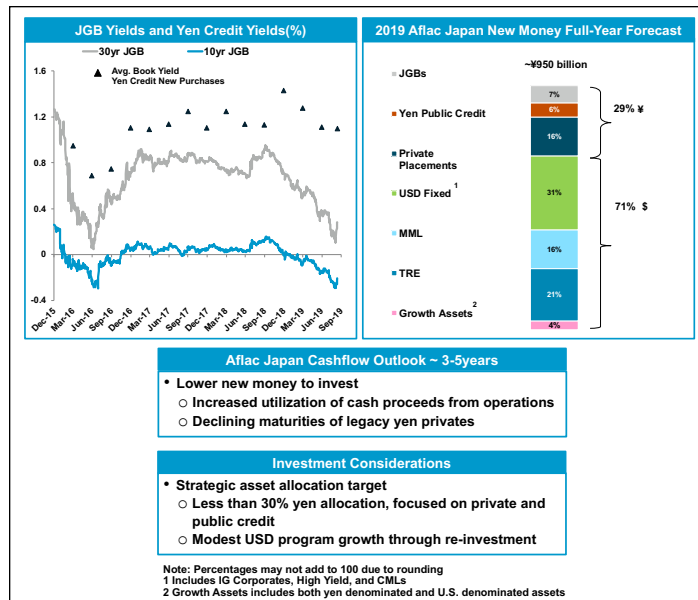 JGB Yields and Yen Credit Yields(%)
30yr JGB
10yr JGB
Avg. Book Yield
Yen Credit New Purchases
1.6
1.2
0.8
0.4
0
-0.4
Dec-15
Mar-16
Jun-16
Sep-16
Dec-16
Mar-17
Jun-17
Sep-17
Dec-17
Mar-18
Jun-18
Sep-18
Dec-18
Mar-19
Jun-19
Sep-19
2019 Aflac Japan New Money Full-Year Forecast
~¥950 billion
JGBs
Yen Public Credit
Private
Placements
USD Fixed 1
MML
TRE
Growth Assets 2
7%
6%
16%
31%
16%
21%
4%
29% ¥
71% $
Aflac Japan Cashflow Outlook ~ 3-5years
• Lower new money to invest
○ Increased utilization of cash proceeds from operations
○ Declining maturities of legacy yen privates
Investment Considerations
• Strategic asset allocation target
○ Less than 30% yen allocation, focused on private and
public credit
○ Modest USD program growth through re-investment
Note: Percentages may not add to 100 due to rounding
1 Includes IG Corporates, High Yield, and CMLs
2 Growth Assets includes both yen denominated and U.S. denominated assets